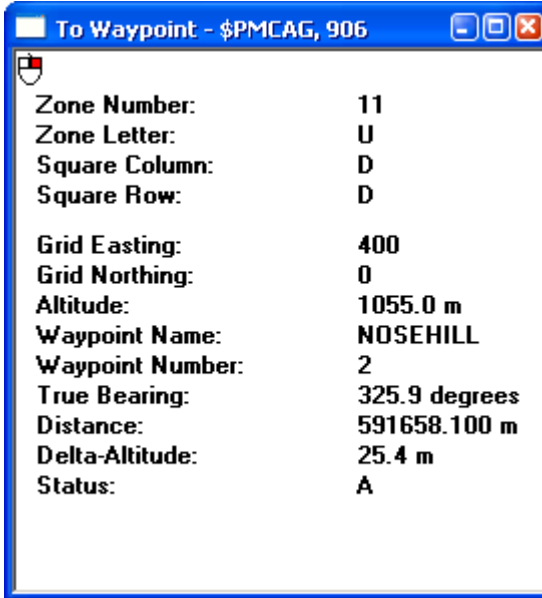 To Waypoint - $PMCAG, 906
Zone Number: 11
Zone Letter: U
Square Column: D
Square Row: D
Grid Easting: 400
Grid Northing: 0
Altitude: 1055.0 m
Waypoint Name: NOSEHILL
Waypoint Number: 2
True Bearing: 325.9 degrees
Distance: 591658.100 m
Delta-Altitude: 25.4 m
Status: A